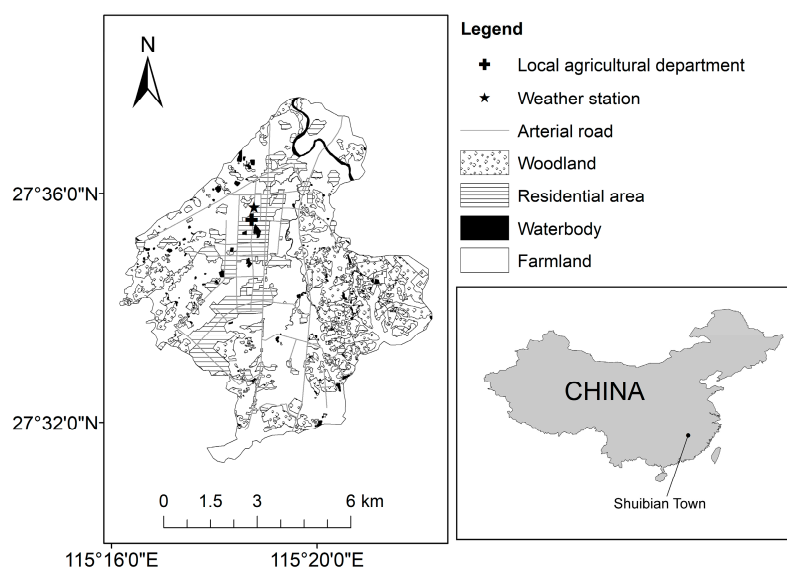 N
27°36'0"N
27°32'0"N
115°16'0"E
115°20'0"E
0 1.5 3 6 km
Legend
Local agricultural department
Weather station
Arterial road
Woodland
Residential area
Waterbody
Farmland
CHINA
Shuibian Town